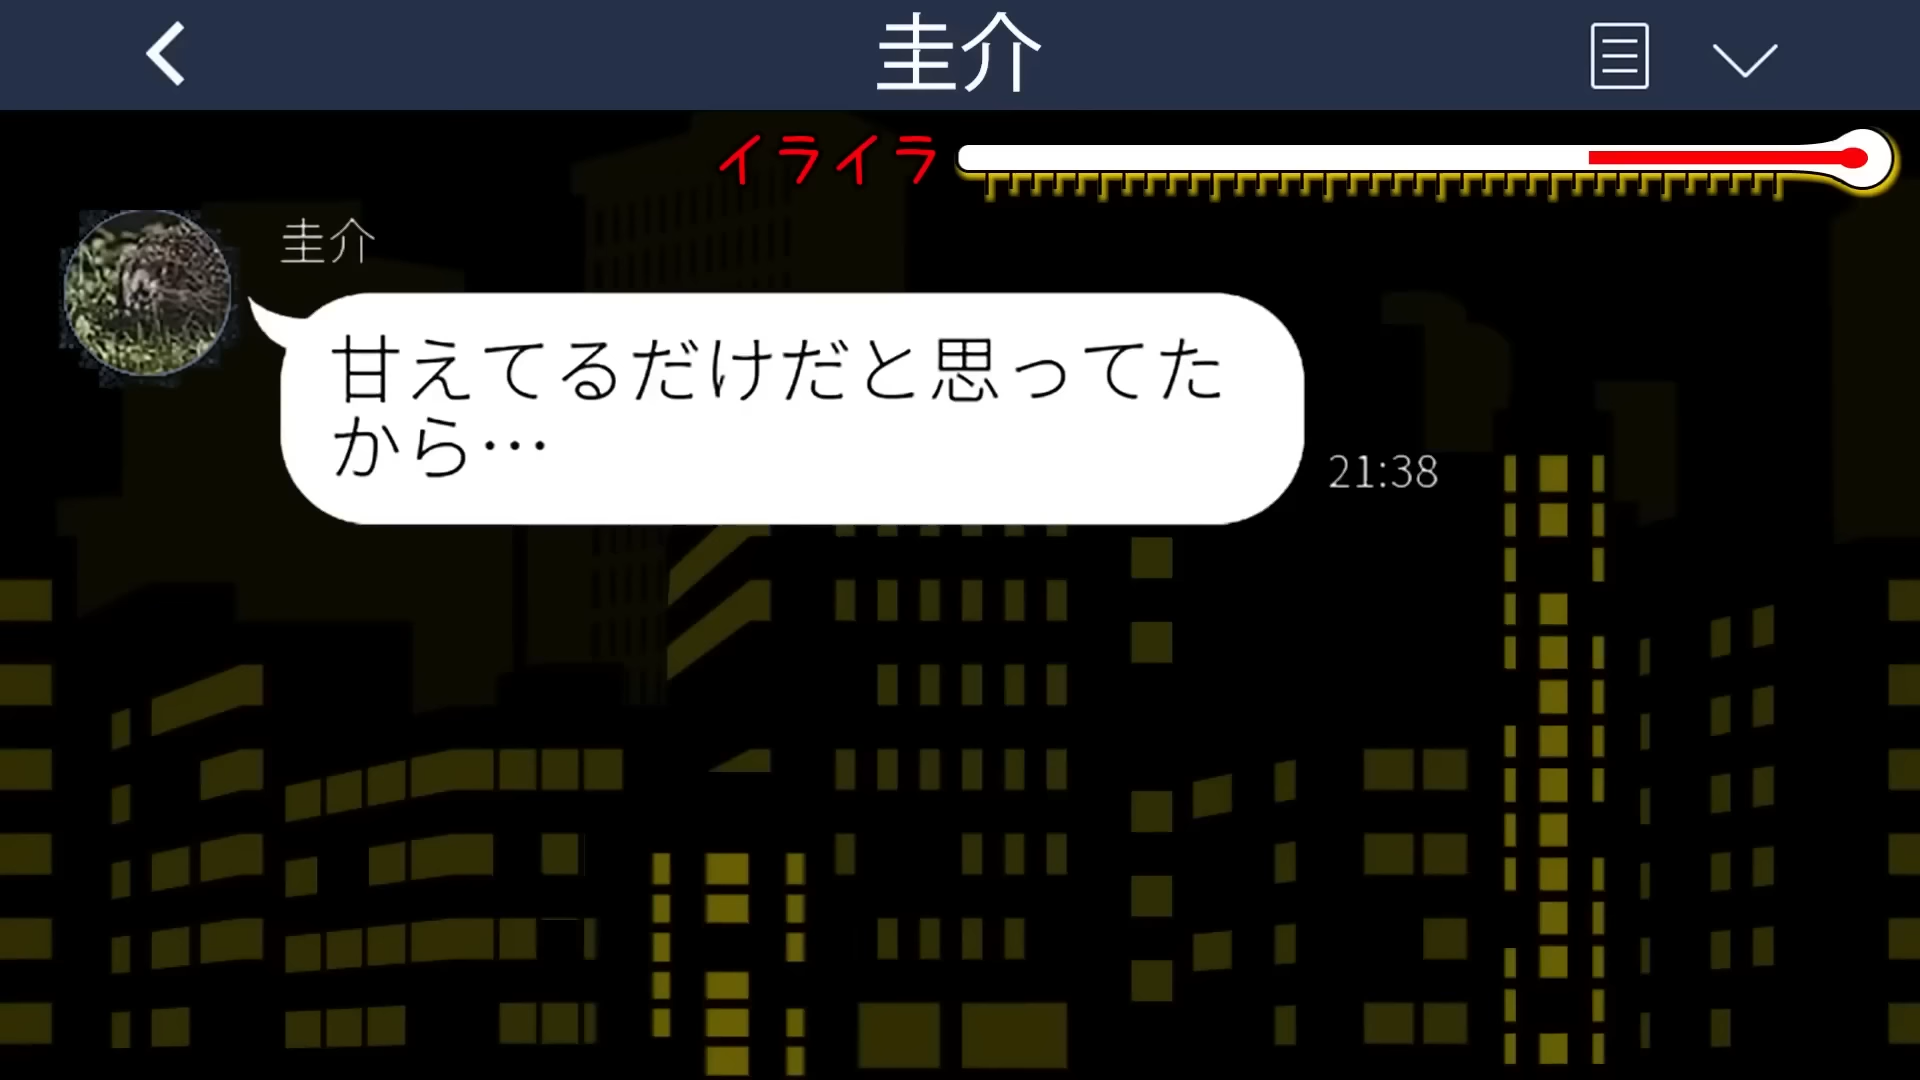 圭介
イライラ
圭介
甘えてるだけだと思ってた
から…
21:38